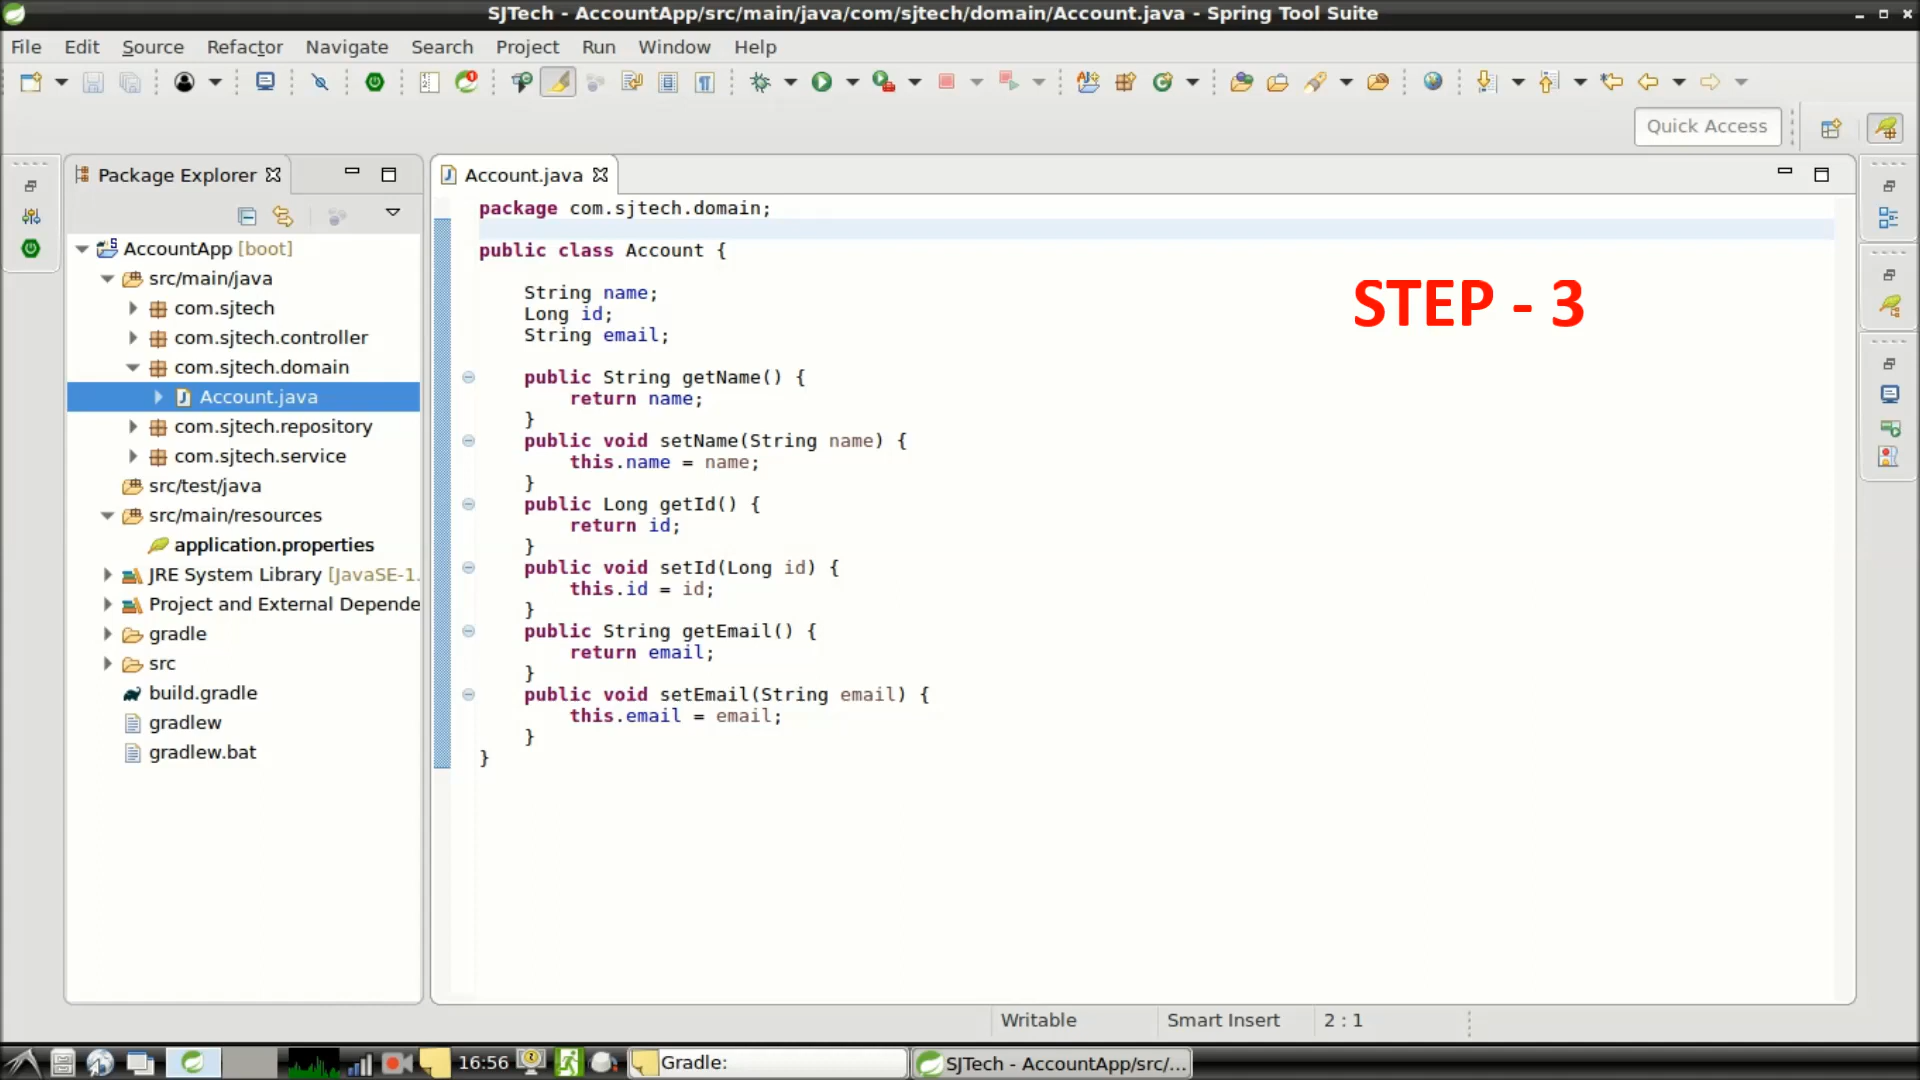 SJTech - AccountApp/src/main/java/com/sjtech/domain/Account.java - Spring Tool Suite
File Edit Source Refactor Navigate Search Project Run Window Help
Quick Access
Package Explorer
AccountApp [boot]
src/main/java
com.sjtech
com.sjtech.controller
com.sjtech.domain
Account.java
com.sjtech.repository
com.sjtech.service
src/test/java
src/main/resources
application.properties
JRE System Library [JavaSE-1.
Project and External Depende
gradle
src
build.gradle
gradlew
gradlew.bat
Account.java
package com.sjtech.domain;
public class Account {
String name;
Long id;
String email;
public String getName() {
return name;
}
public void setName(String name) {
this.name = name;
}
public Long getId() {
return id;
}
public void setId(Long id) {
this.id = id;
}
public String getEmail() {
return email;
}
public void setEmail(String email) {
this.email = email;
}
}
STEP - 3
Writable Smart Insert 2 : 1
16:56 Gradle: SJTech - AccountApp/src/...